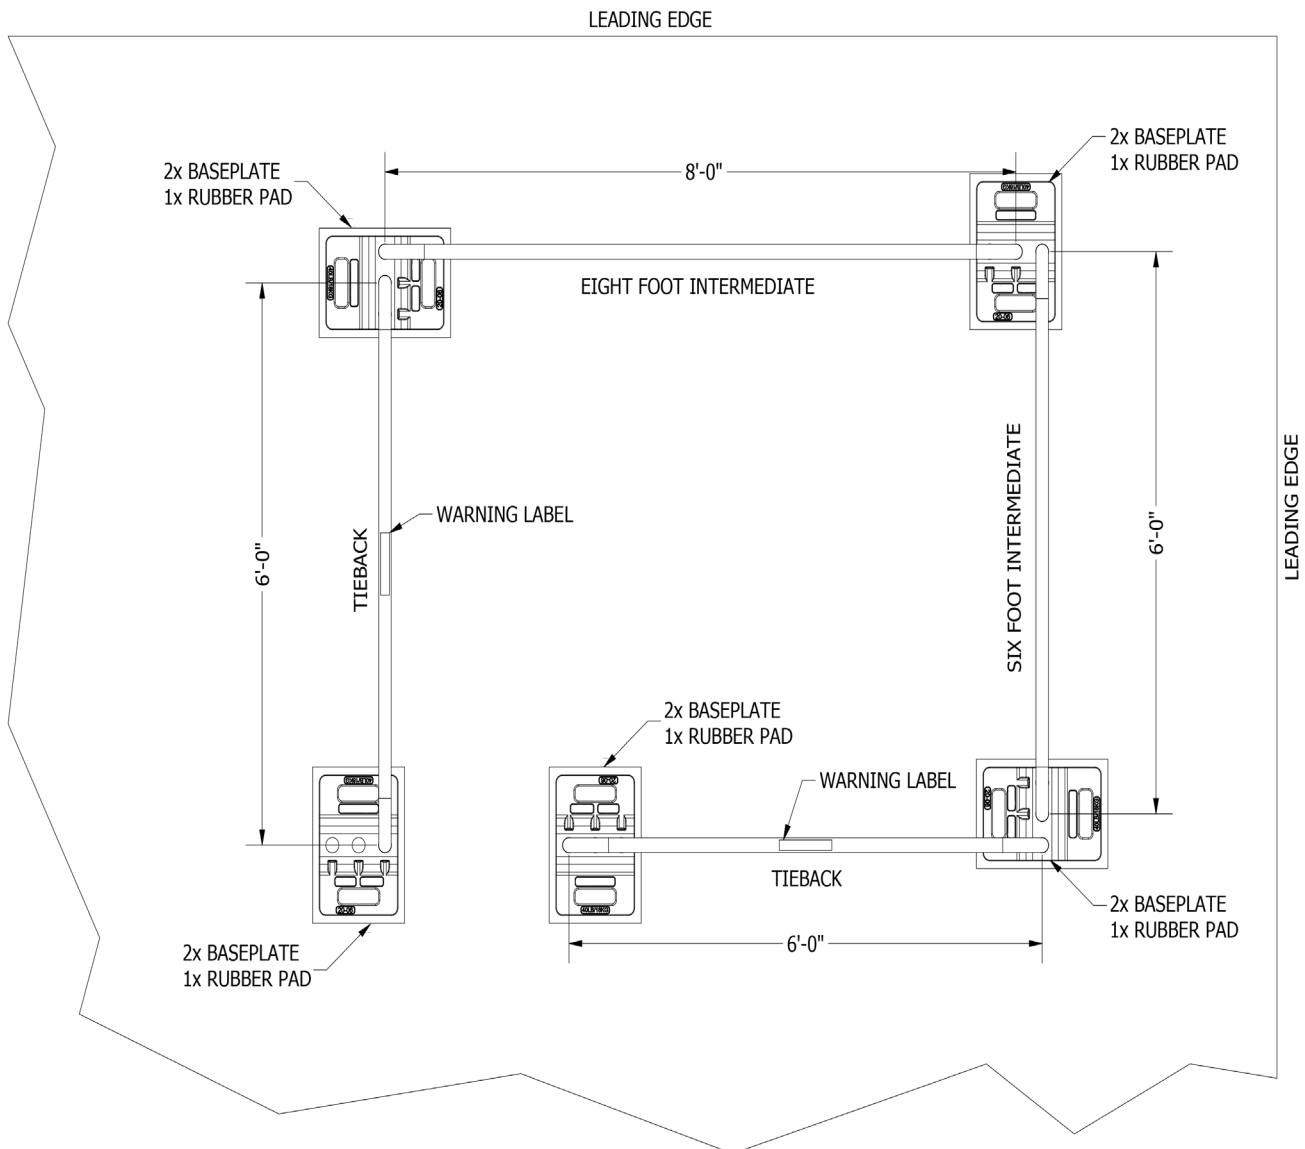 LEADING EDGE
2x BASEPLATE
1x RUBBER PAD
8'-0"
2x BASEPLATE
1x RUBBER PAD
EIGHT FOOT INTERMEDIATE
6'-0"
TIEBACK
WARNING LABEL
SIX FOOT INTERMEDIATE
6'-0"
LEADING EDGE
2x BASEPLATE
1x RUBBER PAD
WARNING LABEL
TIEBACK
2x BASEPLATE
1x RUBBER PAD
6'-0"
2x BASEPLATE
1x RUBBER PAD